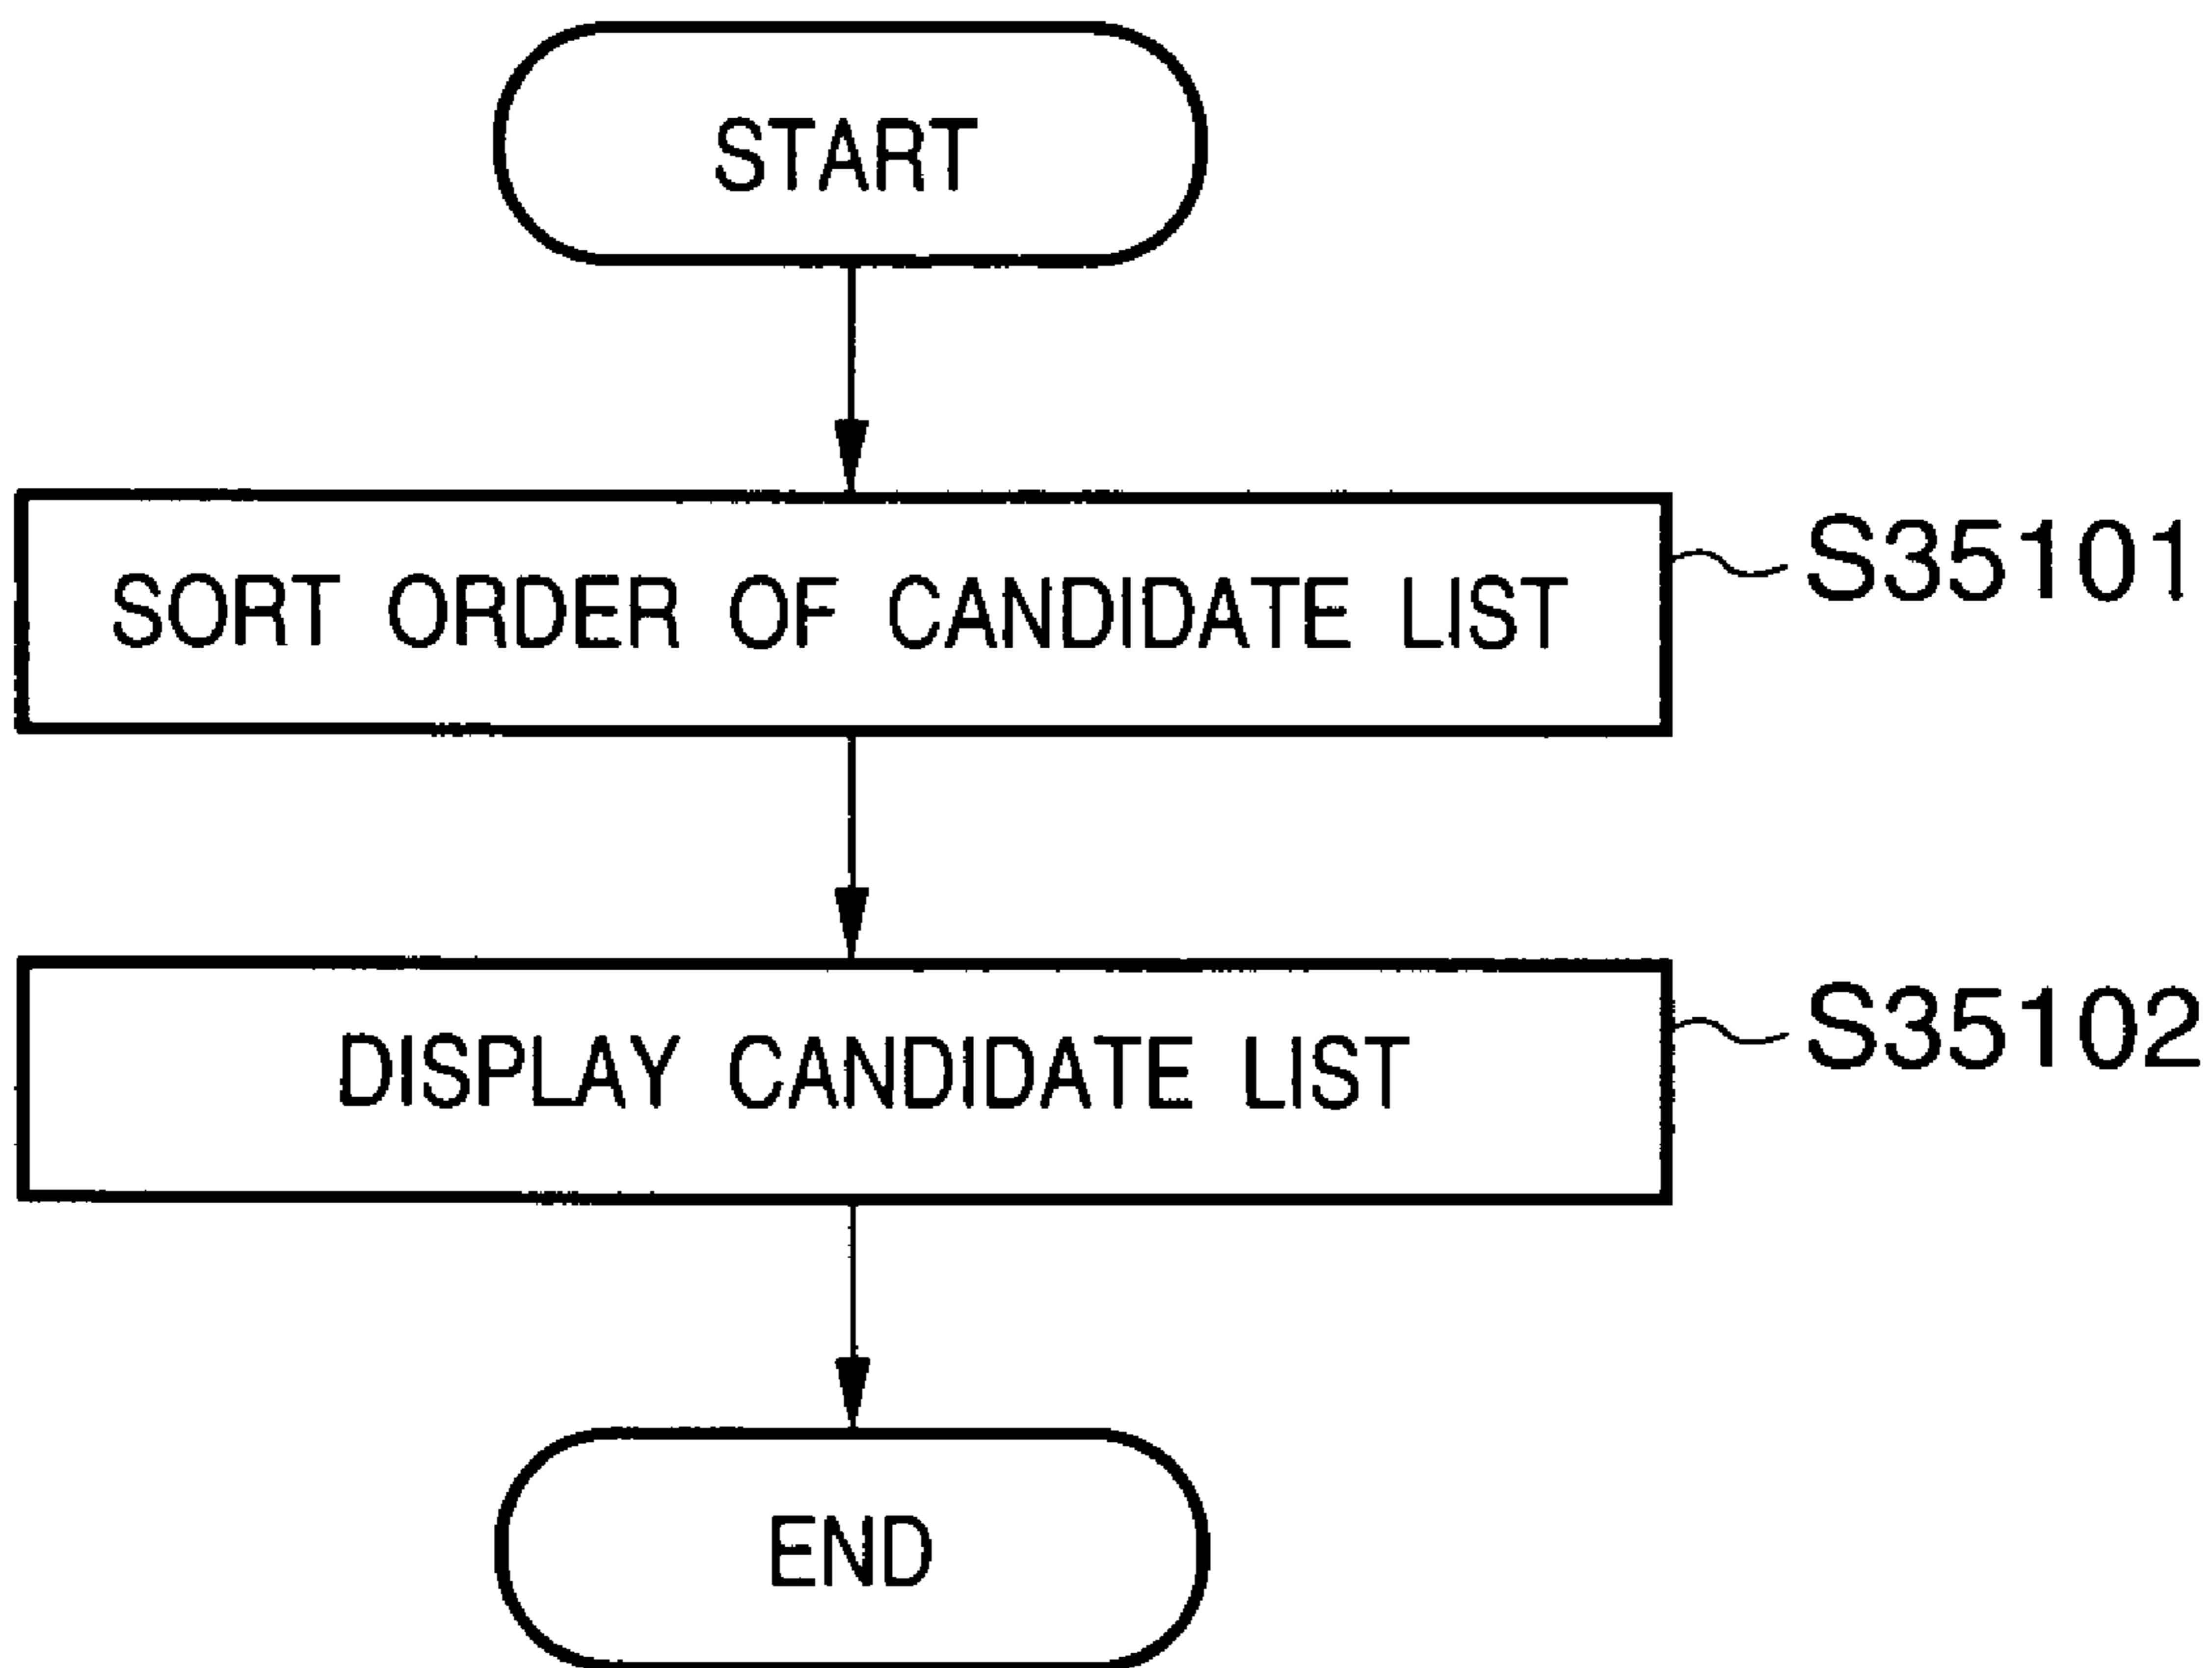 START
SORT ORDER OF CANDIDATE LIST
S35101
DISPLAY CANDIDATE LIST
S35102
END